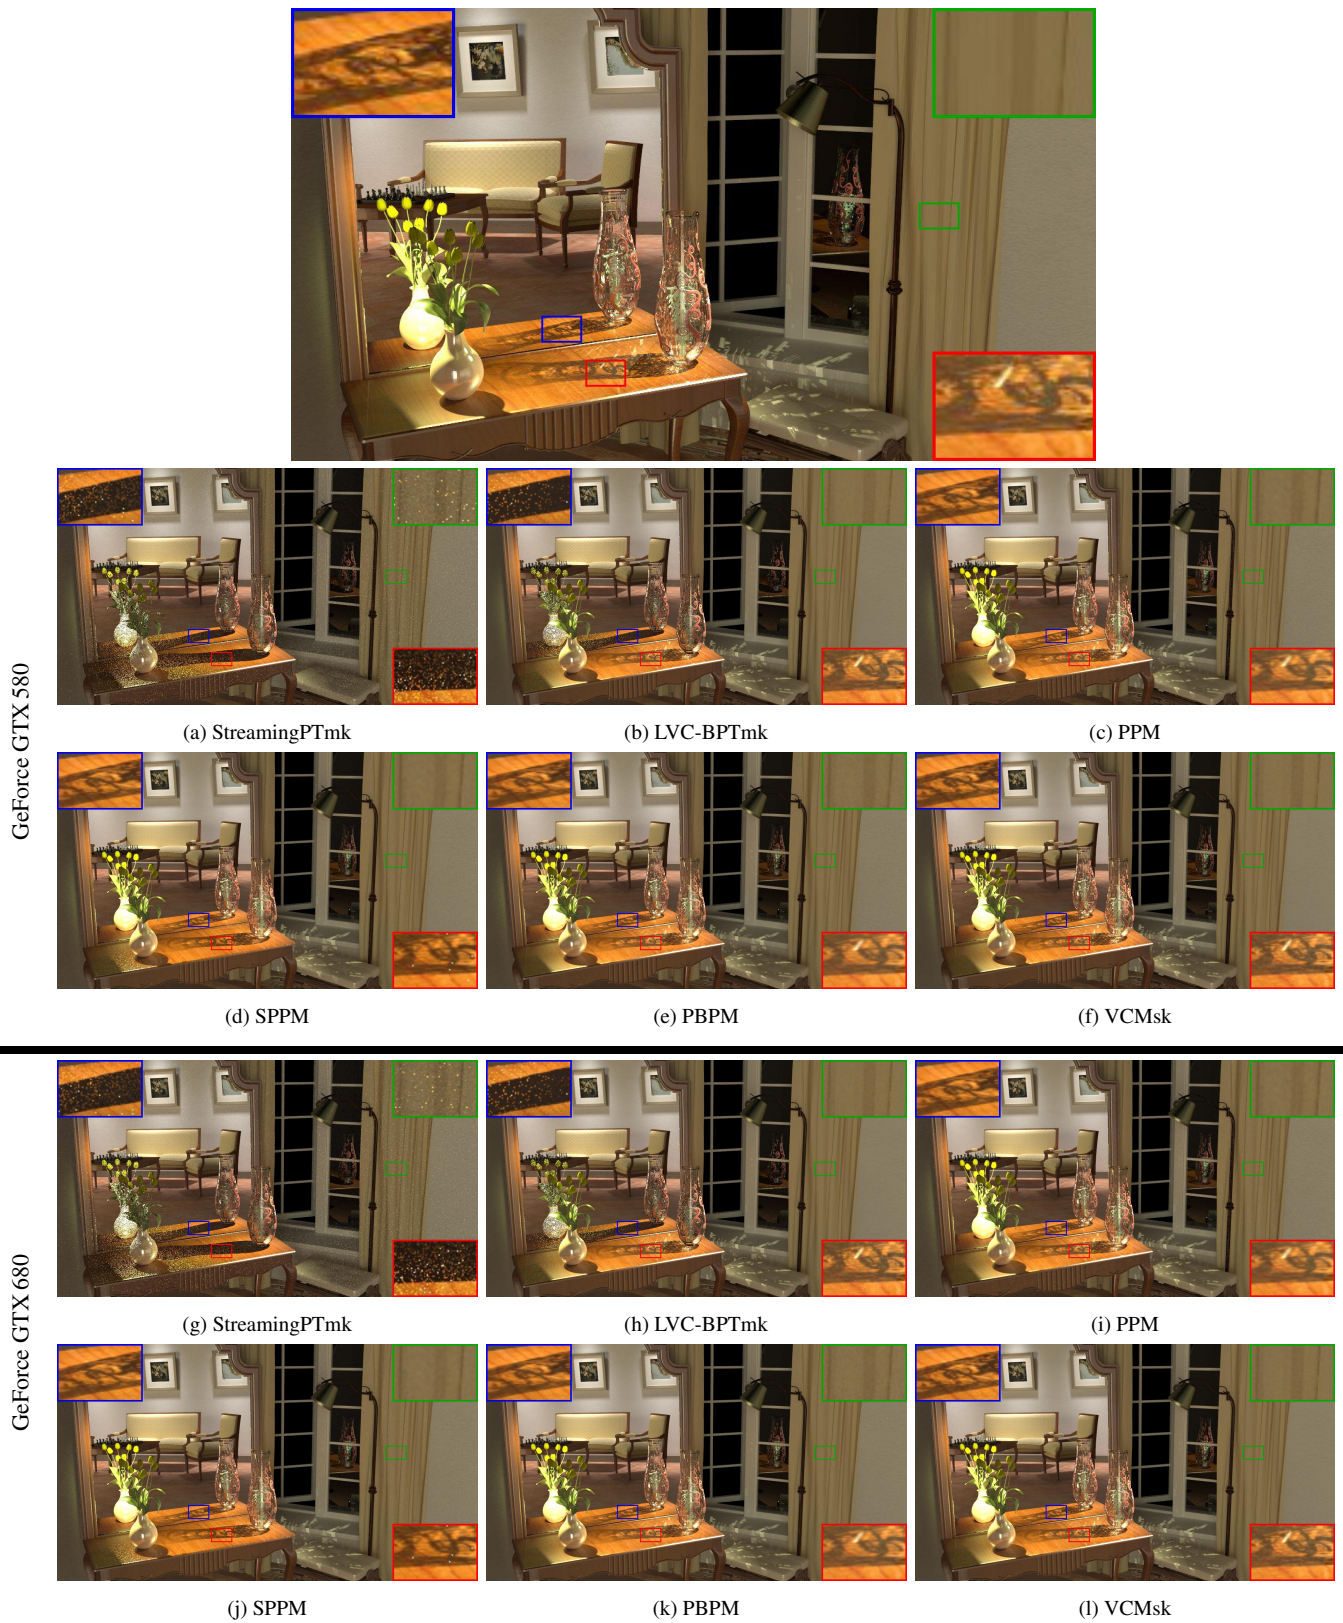 GeForce GTX 580
(a) StreamingPTmk
(b) LVC-BPTmk
(c) PPM
(d) SPPM
(e) PBPM
(f) VCMsk
GeForce GTX 680
(g) StreamingPTmk
(h) LVC-BPTmk
(i) PPM
(j) SPPM
(k) PBPM
(l) VCMsk